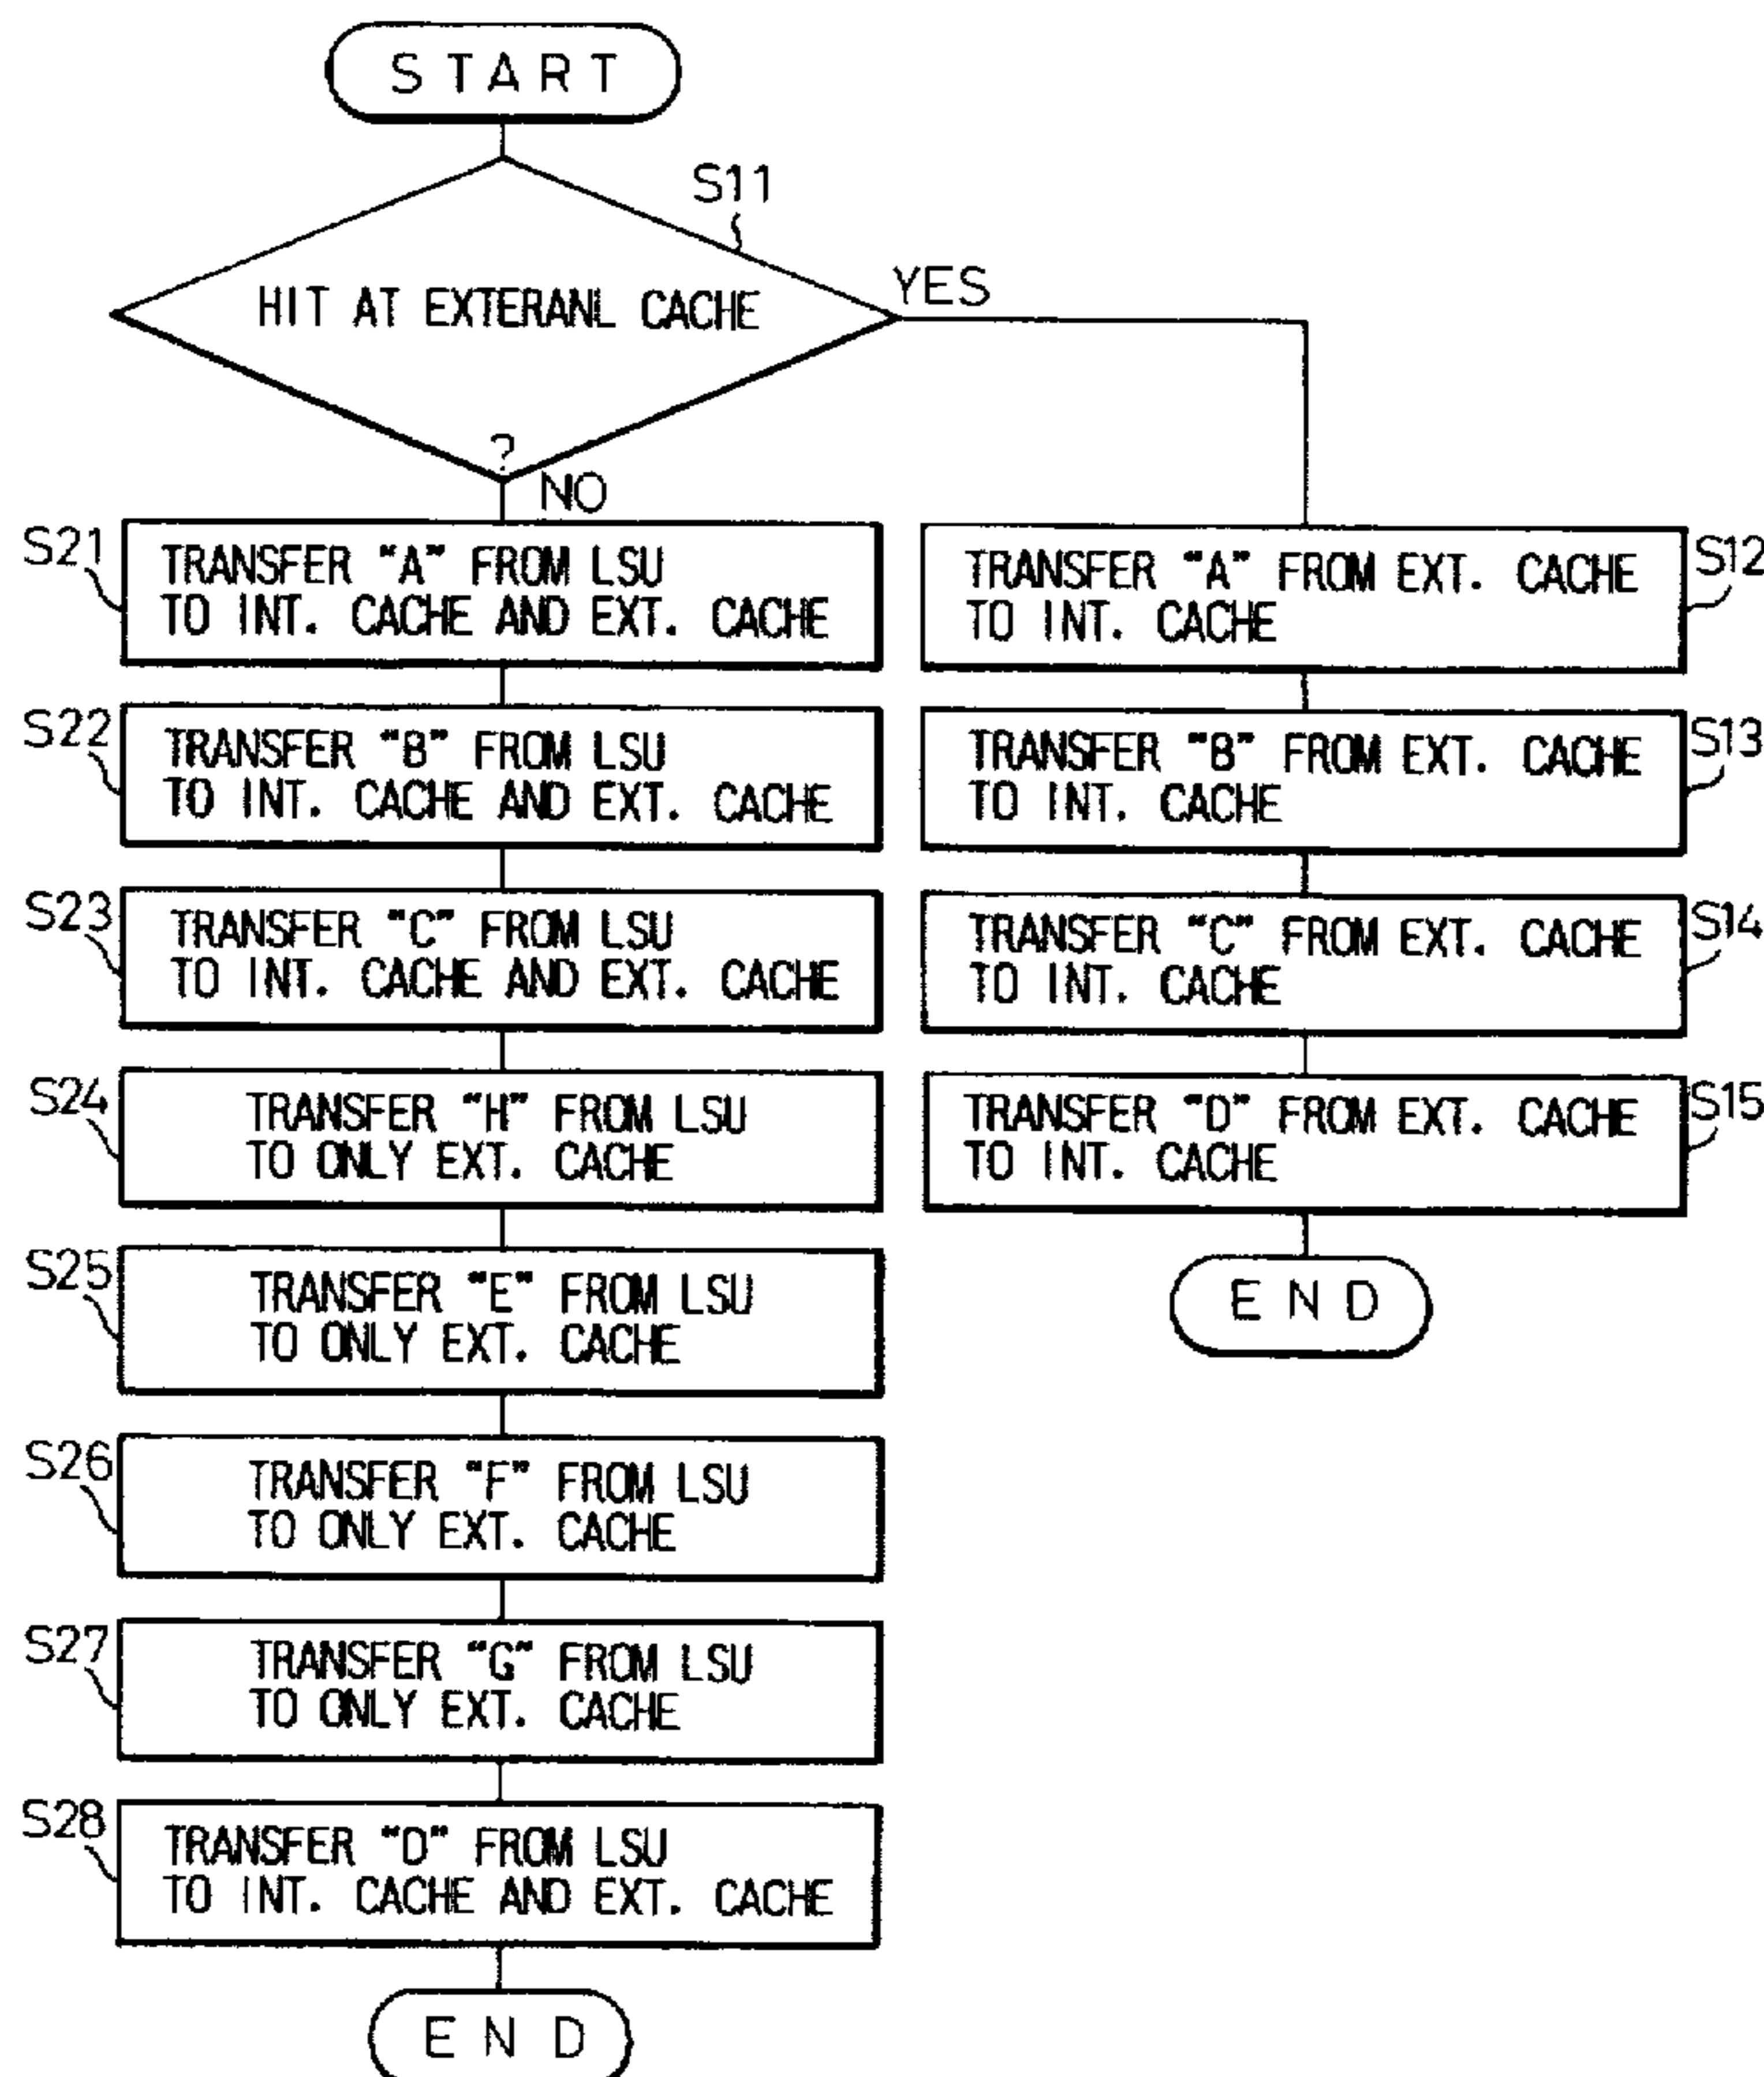 START
S11
HIT AT EXTERANL CACHE
?
YES
NO
S21
TRANSFER "A" FROM LSU
TO INT. CACHE AND EXT. CACHE
S22
TRANSFER "B" FROM LSU
TO INT. CACHE AND EXT. CACHE
S23
TRANSFER "C" FROM LSU
TO INT. CACHE AND EXT. CACHE
S24
TRANSFER "H" FROM LSU
TO ONLY EXT. CACHE
S25
TRANSFER "E" FROM LSU
TO ONLY EXT. CACHE
S26
TRANSFER "F" FROM LSU
TO ONLY EXT. CACHE
S27
TRANSFER "G" FROM LSU
TO ONLY EXT. CACHE
S28
TRANSFER "D" FROM LSU
TO INT. CACHE AND EXT. CACHE
END
S12
TRANSFER "A" FROM EXT. CACHE
TO INT. CACHE
S13
TRANSFER "B" FROM EXT. CACHE
TO INT. CACHE
S14
TRANSFER "C" FROM EXT. CACHE
TO INT. CACHE
S15
TRANSFER "D" FROM EXT. CACHE
TO INT. CACHE
END